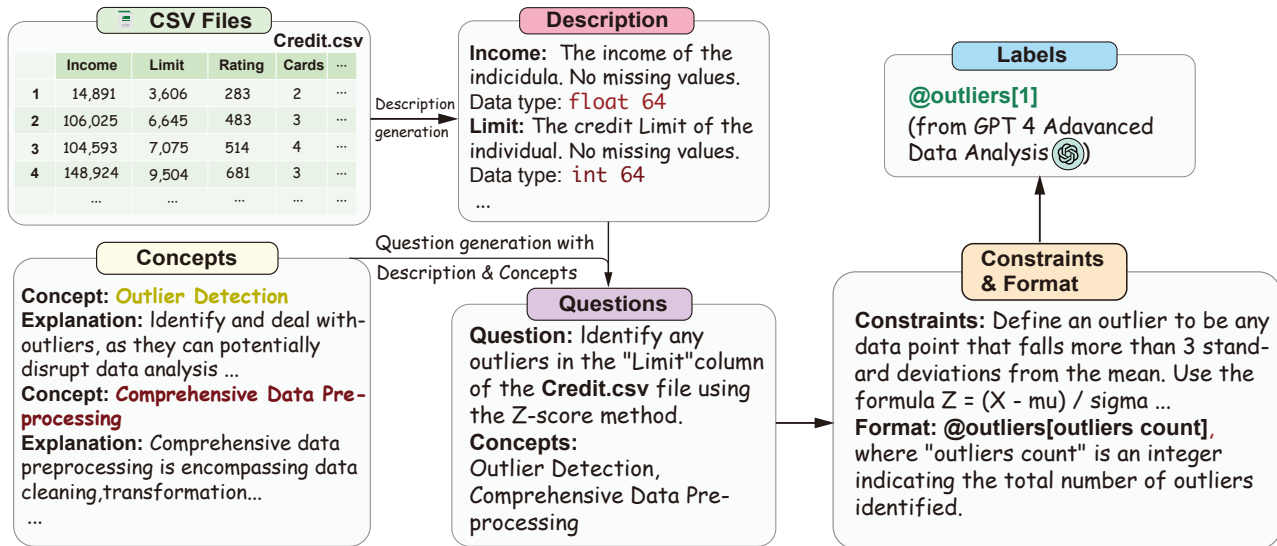 CSV Files
Credit.csv
Income Limit Rating Cards ...
1 14,891 3,606 283 2 ...
2 106,025 6,645 483 3 ...
3 104,593 7,075 514 4 ...
4 148,924 9,504 681 3 ...
... ... ... ... ...
Description
generation
Description
Income: The income of the
indicidula. No missing values.
Data type: float 64
Limit: The credit Limit of the
individual. No missing values.
Data type: int 64
...
Concepts
Concept: Outlier Detection
Explanation: Identify and deal with-
outliers, as they can potentially
disrupt data analysis ...
Concept: Comprehensive Data Pre-
processing
Explanation: Comprehensive data
preprocessing is encompassing data
cleaning,transformation...
...
Question generation with
Description & Concepts
Questions
Question: Identify any
outliers in the "Limit"column
of the Credit.csv file using
the Z-score method.
Concepts:
Outlier Detection,
Comprehensive Data Pre-
processing
Constraints
& Format
Constraints: Define an outlier to be any
data point that falls more than 3 stand-
ard deviations from the mean. Use the
formula Z = (X - mu) / sigma ...
Format: @outliers[outliers count],
where "outliers count" is an integer
indicating the total number of outliers
identified.
Labels
@outliers[1]
(from GPT 4 Adavanced
Data Analysis )